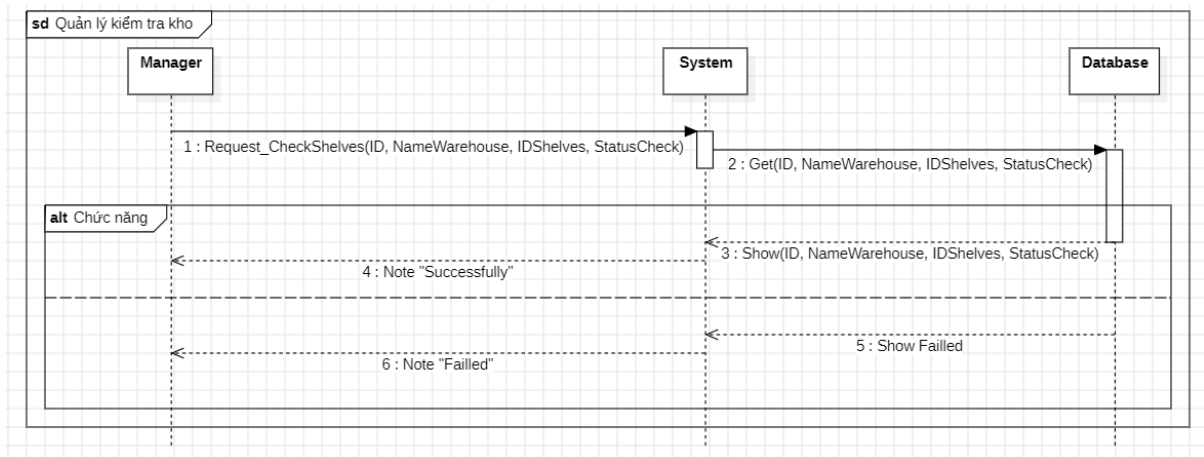 sd Quản lý kiểm tra kho
Manager
System
Database
1 : Request_CheckShelves(ID, NameWarehouse, IDShelves, StatusCheck)
2 : Get(ID, NameWarehouse, IDShelves, StatusCheck)
alt Chức năng
3 : Show(ID, NameWarehouse, IDShelves, StatusCheck)
4 : Note "Successfully"
5 : Show Failled
6 : Note "Failled"